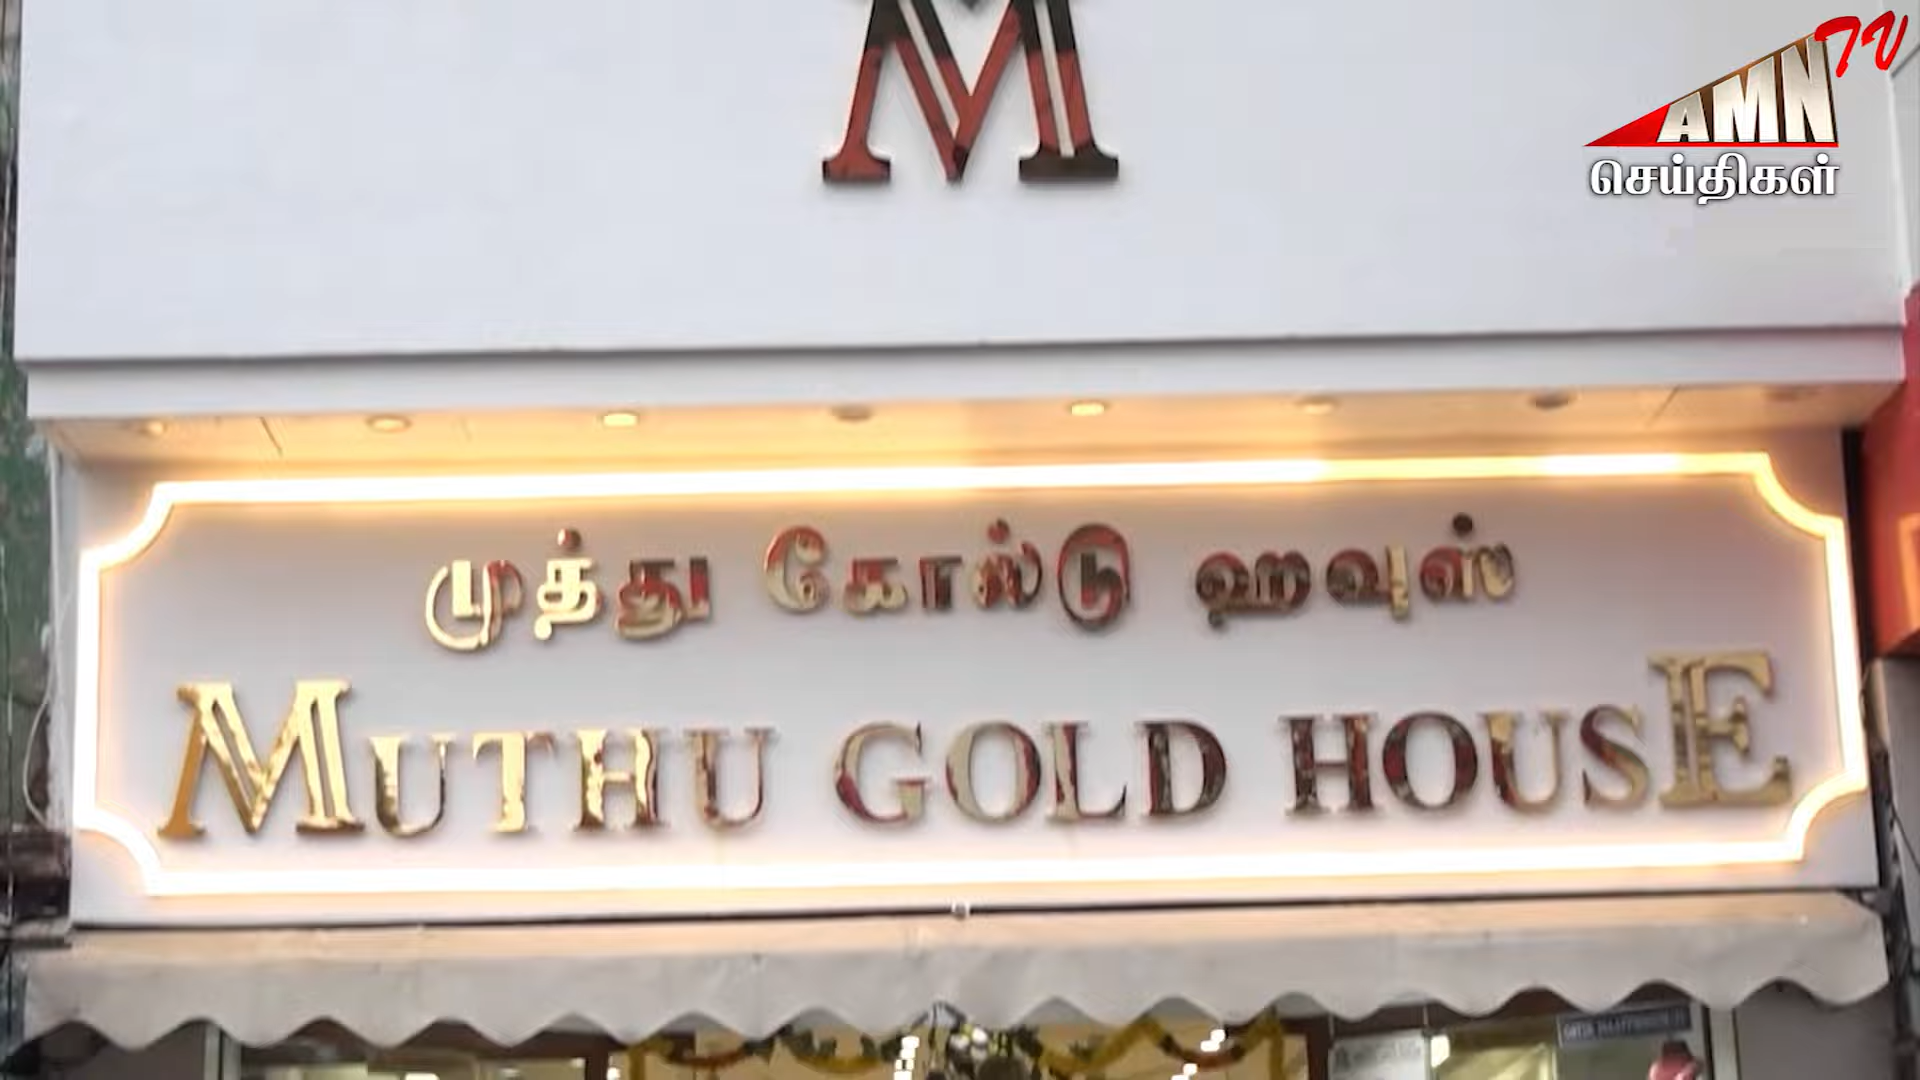 M
AMN TV
செய்திகள்
முத்து கோல்டு ஹவுஸ்
MUTHU GOLD HOUSE